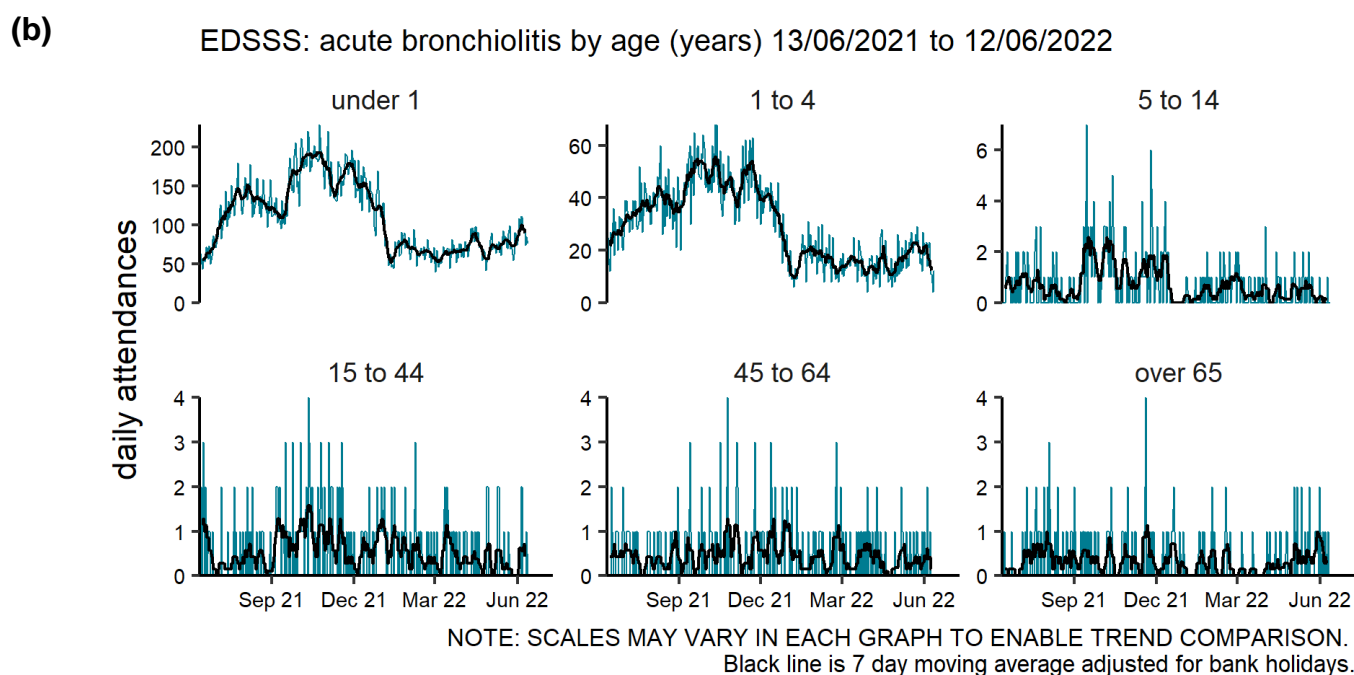 (b)
EDSSS: acute bronchiolitis by age (years) 13/06/2021 to 12/06/2022
daily attendances
under 1
200
150
100
50
0
1 to 4
60
40
20
0
5 to 14
6
4
2
0
15 to 44
4
3
2
1
0
Sep 21 Dec 21 Mar 22 Jun 22
45 to 64
4
3
2
1
0
Sep 21 Dec 21 Mar 22 Jun 22
over 65
4
3
2
1
0
Sep 21 Dec 21 Mar 22 Jun 22
NOTE: SCALES MAY VARY IN EACH GRAPH TO ENABLE TREND COMPARISON.
Black line is 7 day moving average adjusted for bank holidays.